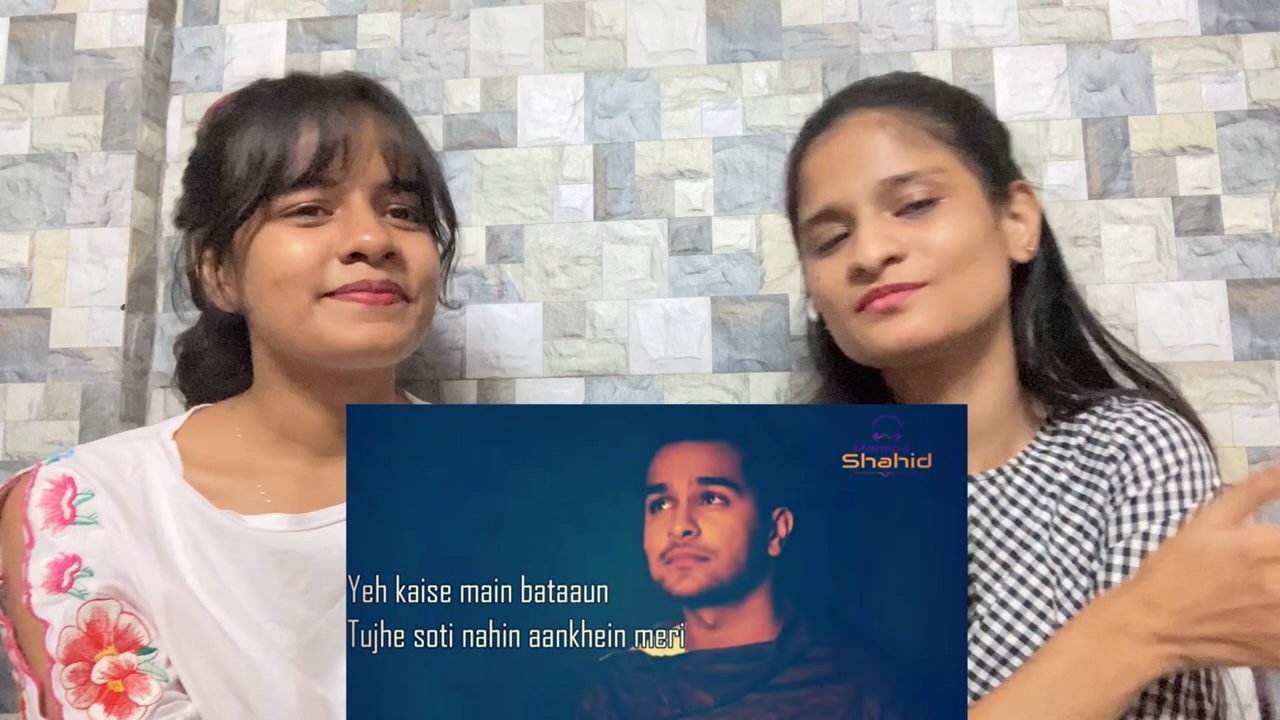 Shahid
Yeh kaise main bataaun
Tujhe soti nahin aankhein meri